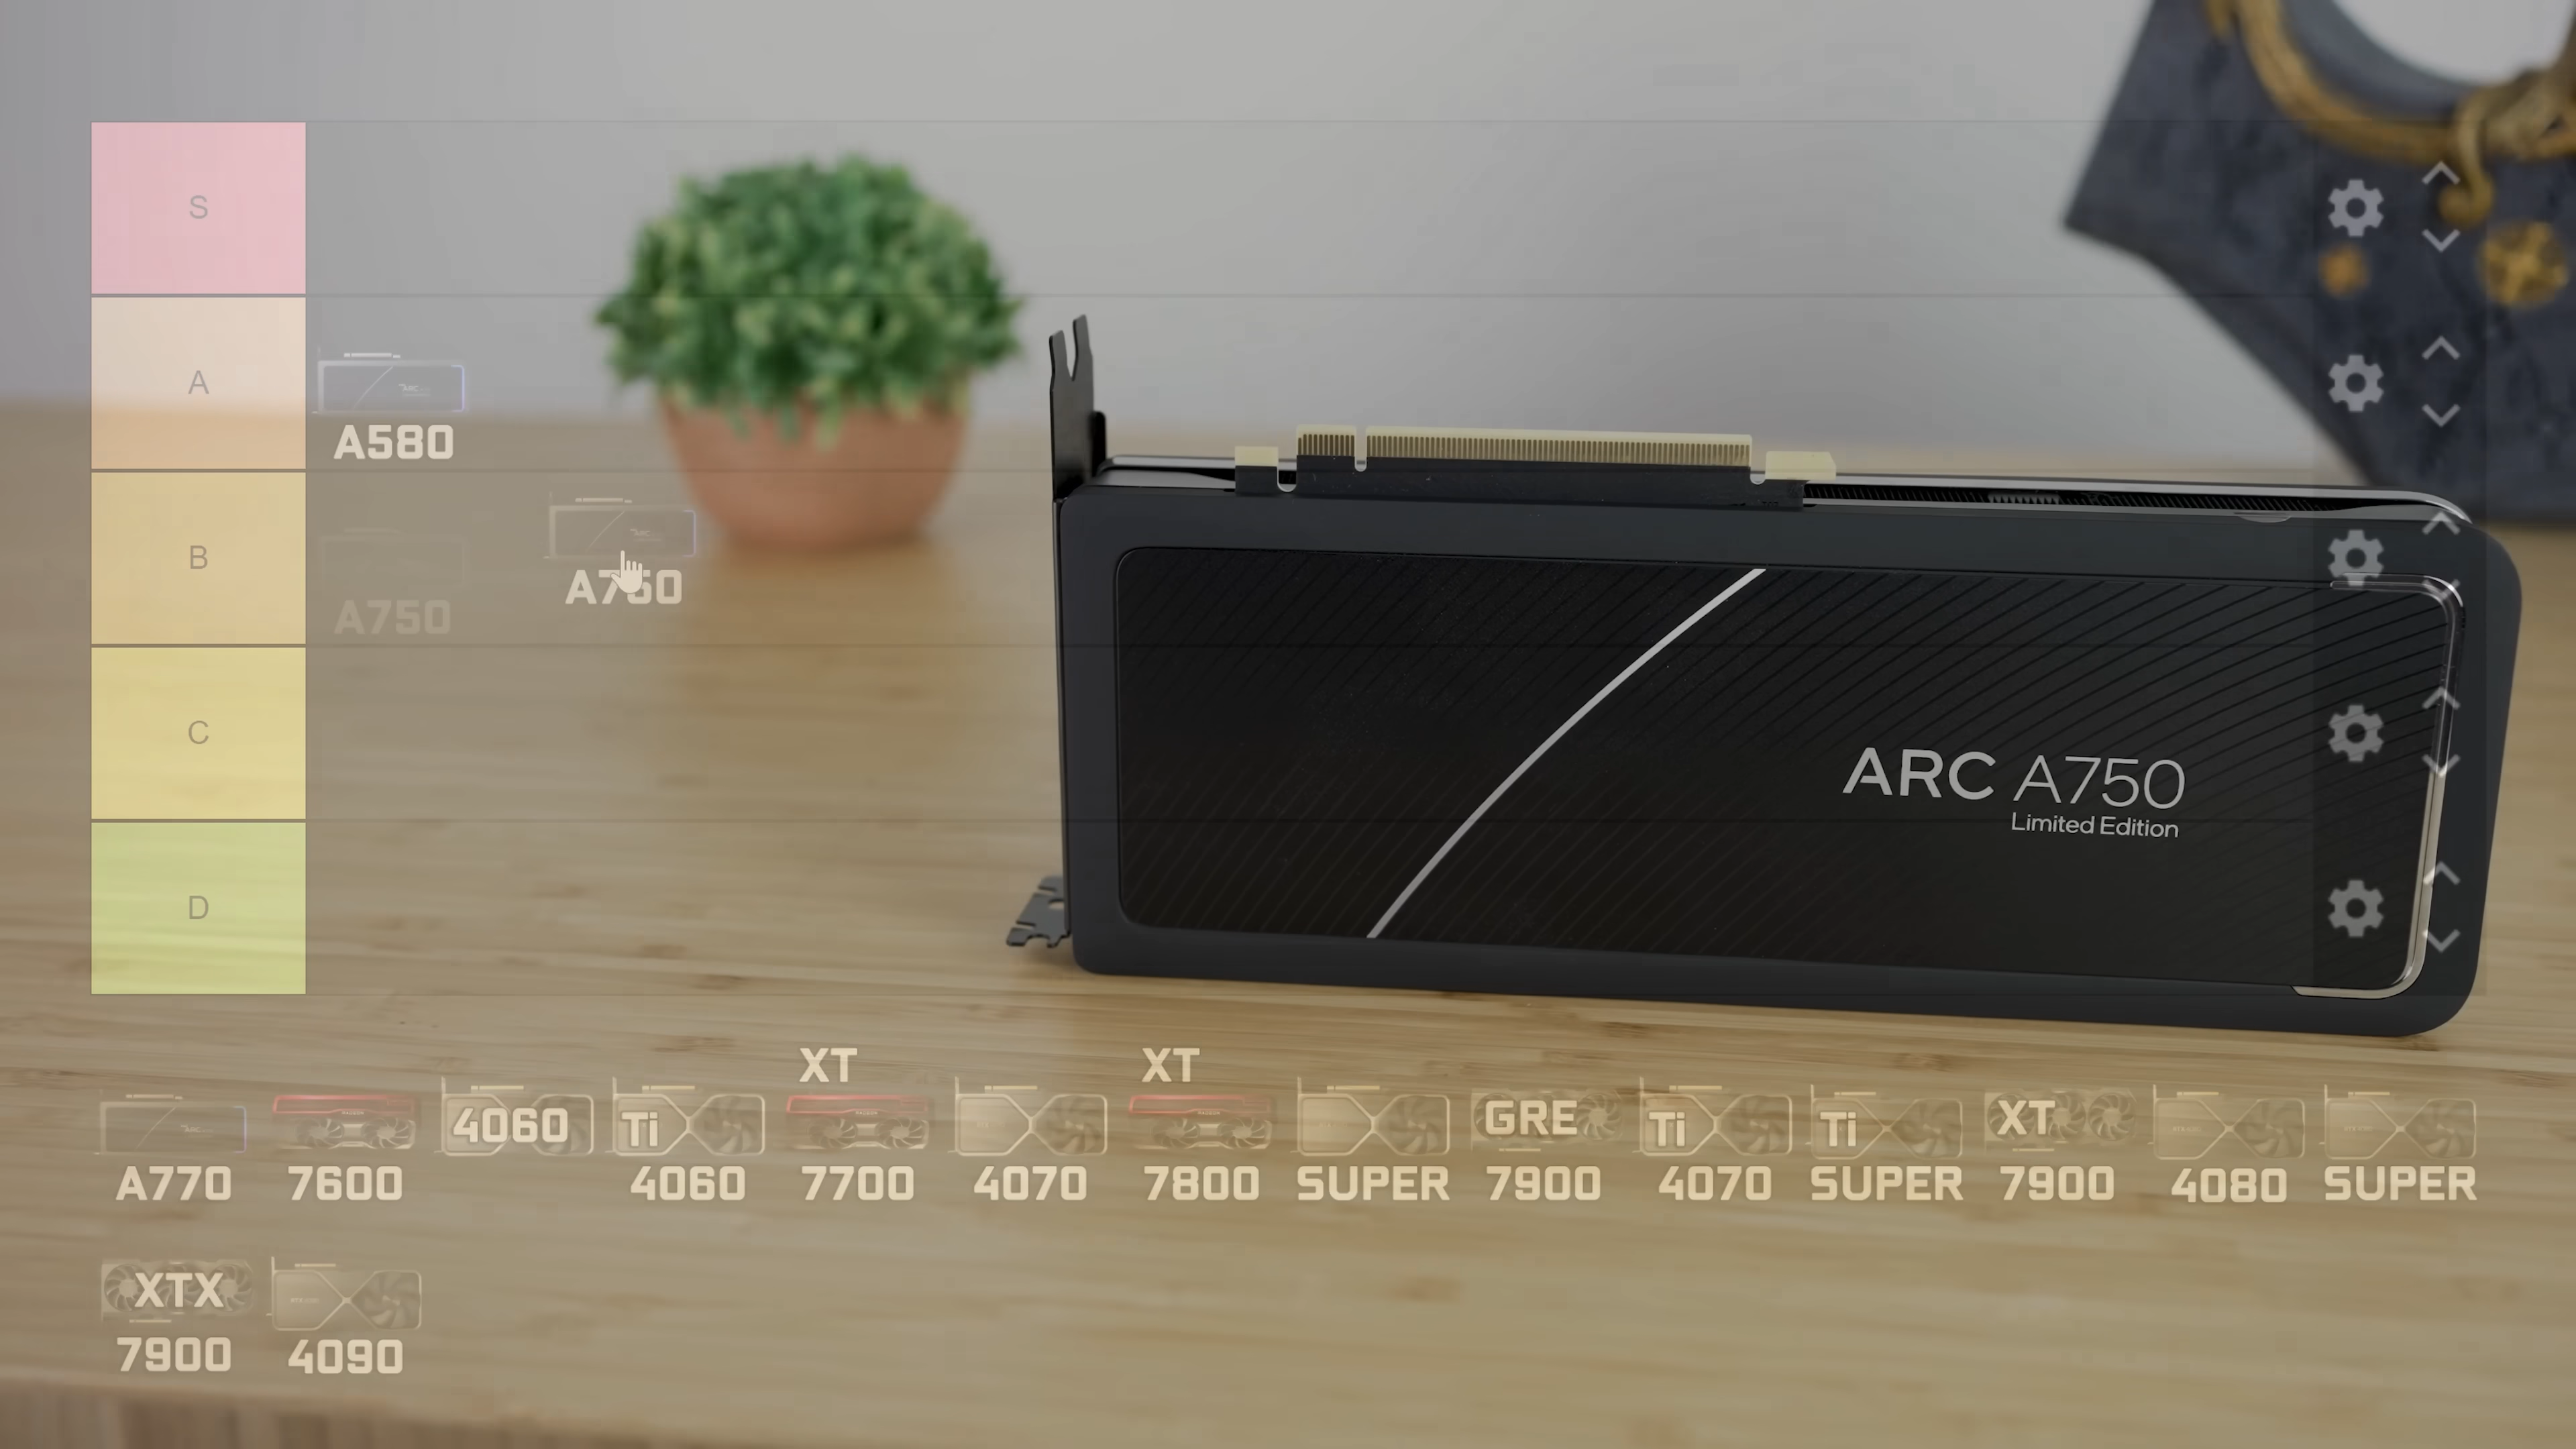 S
A
A580
B
A750
A750
C
ARC A750
Limited Edition
D
XT
XT
4060
Ti
GRE
Ti
Ti
XT
A770
7600
4060
7700
4070
7800
SUPER
7900
4070
SUPER
7900
4080
SUPER
XTX
7900
4090